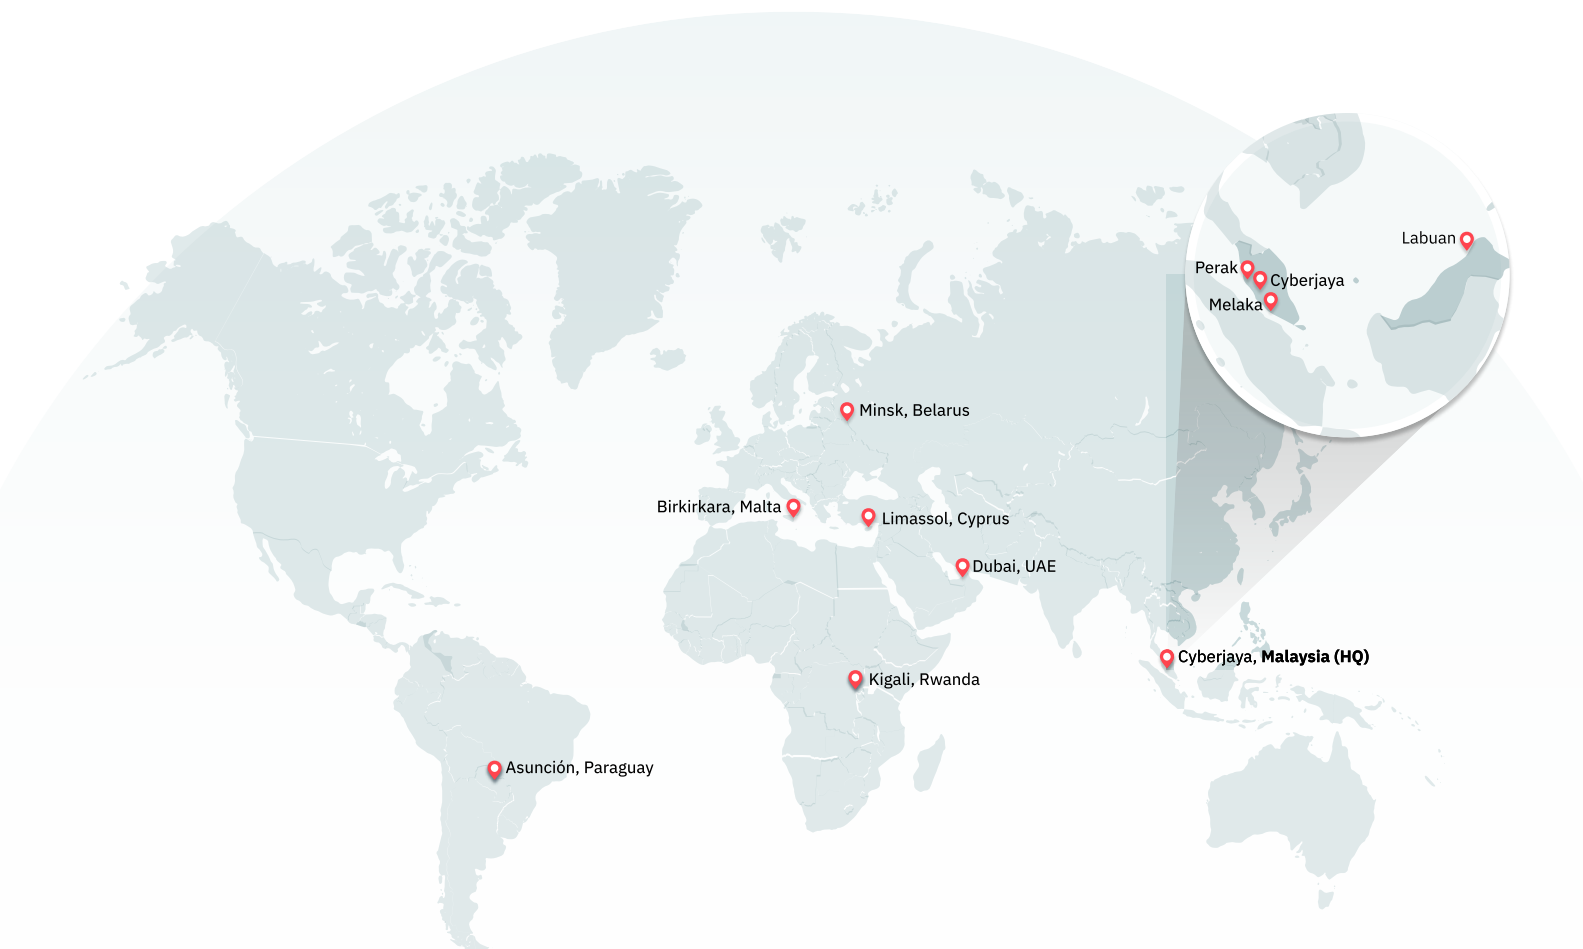 Labuan
Perak
Cyberjaya
Melaka
Minsk, Belarus
Birkirkara, Malta
Limassol, Cyprus
Dubai, UAE
Cyberjaya, Malaysia (HQ)
Kigali, Rwanda
Asunción, Paraguay